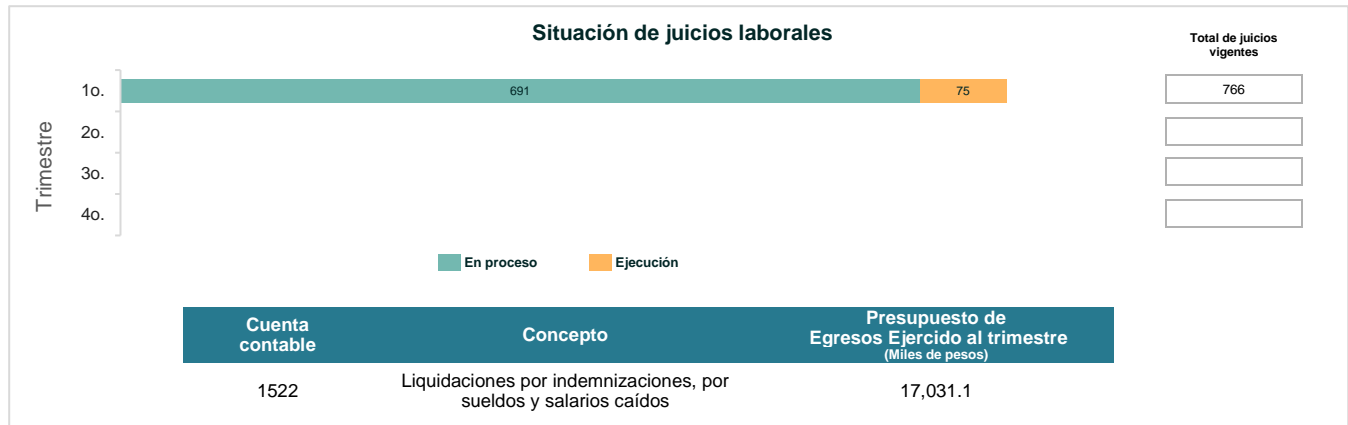 Situación de juicios laborales
Total de juicios
vigentes
Trimestre
1o.
691
75
766
2o.
3o.
4o.
En proceso
Ejecución
Cuenta
contable
Concepto
Presupuesto de
Egresos Ejercido al trimestre
(Miles de pesos)
1522
Liquidaciones por indemnizaciones, por
sueldos y salarios caídos
17,031.1